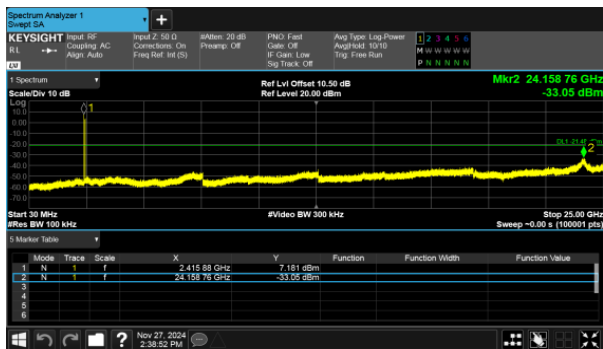 Spectrum Analyzer 1
Swept SA
+
KEYSIGHT Input: RF Input Z: 50 Ω #Atten: 20 dB PNO: Fast Avg Type: Log-Power 1 2 3 4 5 6
RL Coupling: AC Corrections: On Preamp: Off Gate: Off Avg|Hold: 10/10 M W W W W W
Align: Auto Freq Ref: Int (S) IF Gain: Low Trig: Free Run
Sig Track: Off P N N N N N
LXI
1 Spectrum
Scale/Div 10 dB
Ref Lvl Offset 10.50 dB
Ref Level 20.00 dBm
Mkr2 24.158 76 GHz
-33.05 dBm
Log
10.0
0.00
-10.0
-20.0
-30.0
-40.0
-50.0
-60.0
-70.0
1
2
Start 30 MHz #Video BW 300 kHz Stop 25.00 GHz
#Res BW 100 kHz Sweep ~0.00 s (100001 pts)
5 Marker Table
Mode Trace Scale X Y Function Function Width Function Value
1 N 1 f 2.415 88 GHz 7.181 dBm
2 N 1 f 24.158 76 GHz -33.05 dBm
3
4
5
6
? Nov 27, 2024
2:38:52 PM